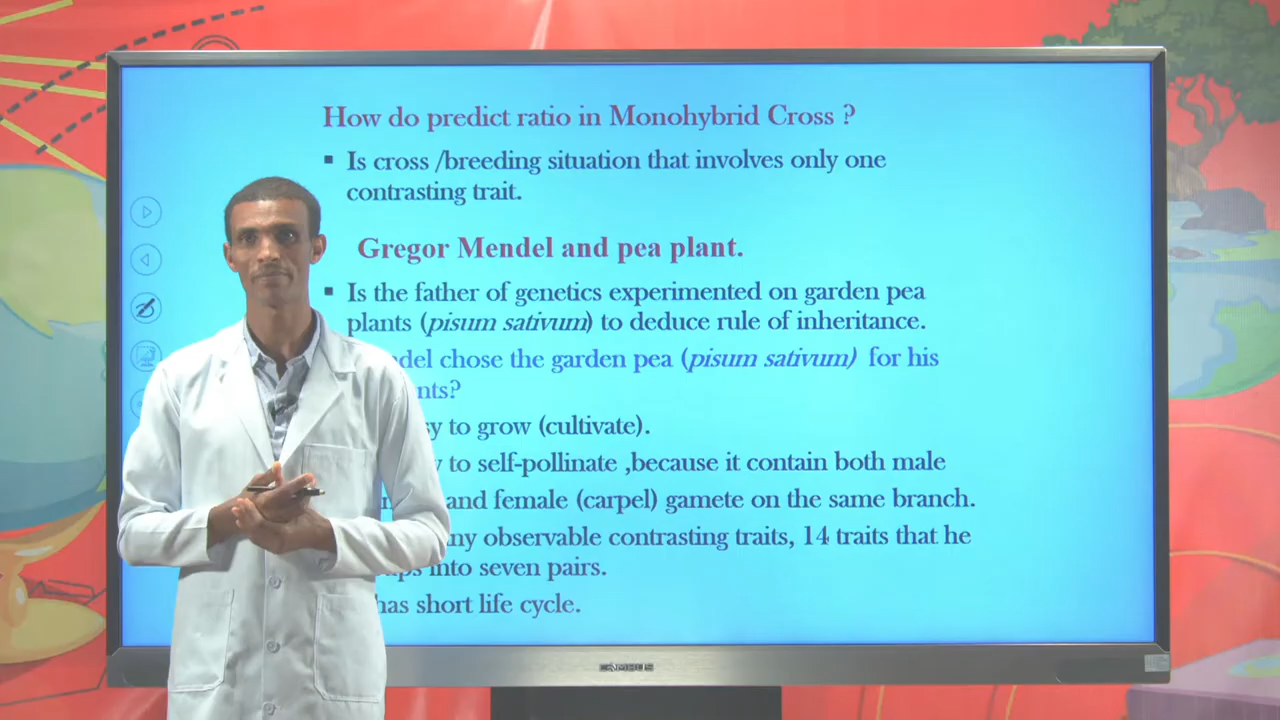 How do predict ratio in Monohybrid Cross ?
▪ Is cross /breeding situation that involves only one
contrasting trait.
Gregor Mendel and pea plant.
▪ Is the father of genetics experimented on garden pea
plants (pisum sativum) to deduce rule of inheritance.
the garden pea (pisum sativum) for his
to grow (cultivate).
to self-pollinate ,because it contain both male
and female (carpel) gamete on the same branch.
observable contrasting traits, 14 traits that he
into seven pairs.
has short life cycle.